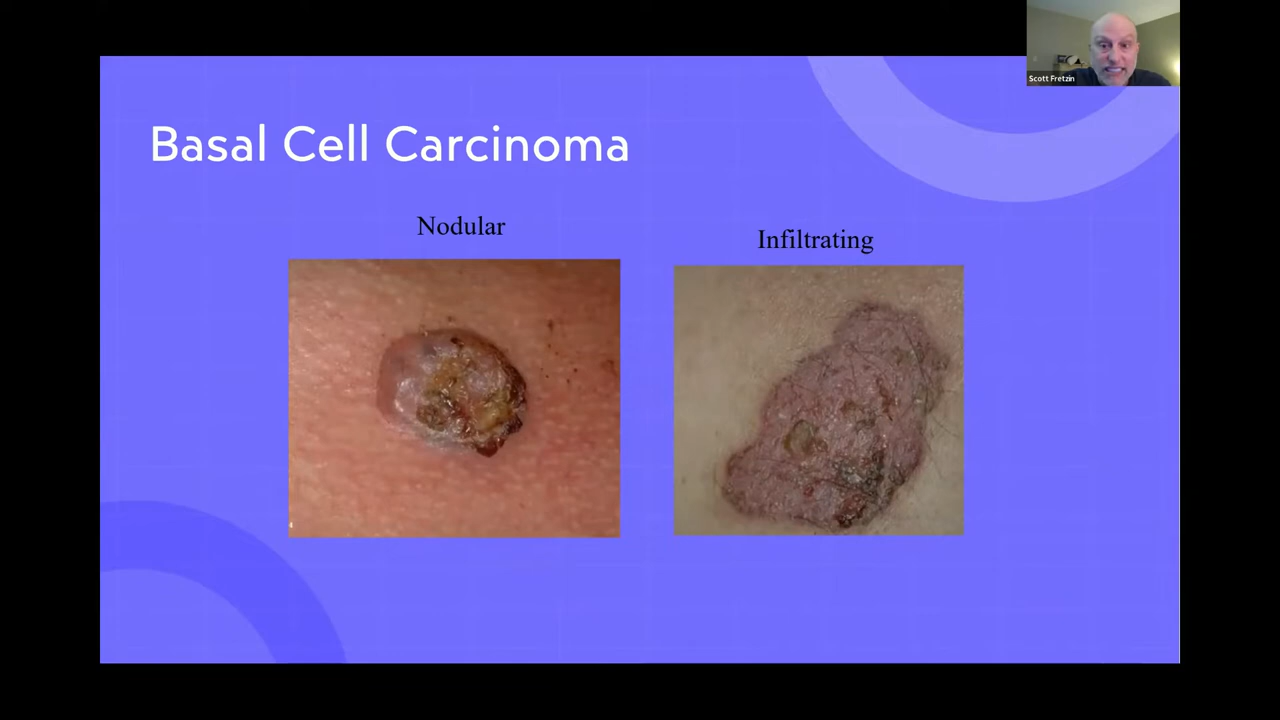 Scott Fretzin
Basal Cell Carcinoma
Nodular
Infiltrating